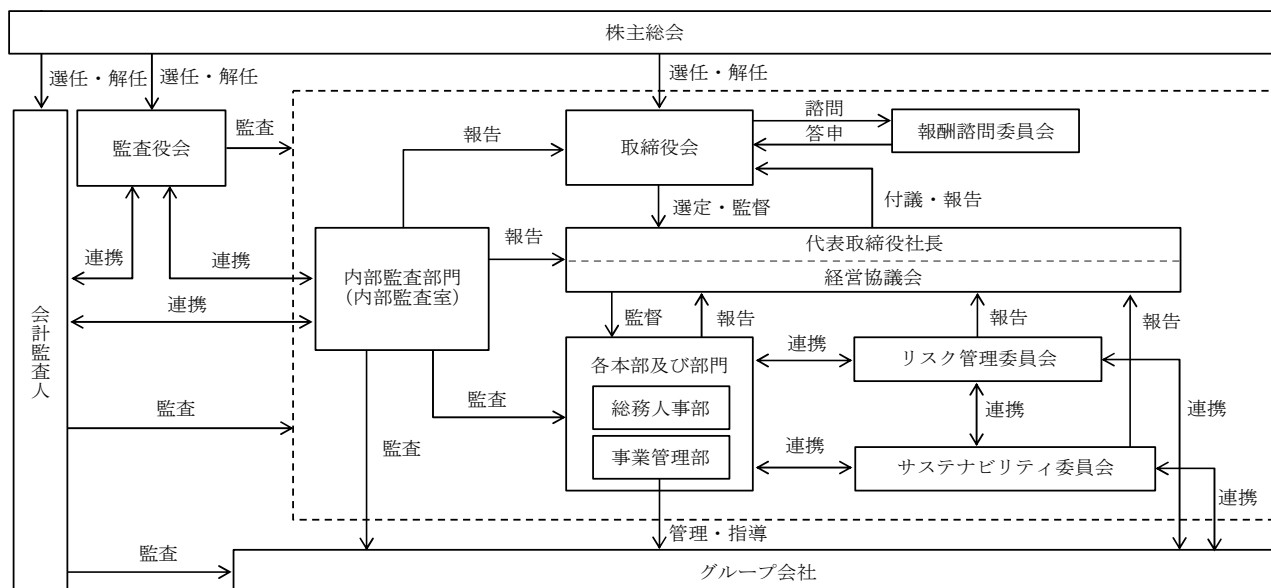 株主総会
選任・解任
選任・解任
選任・解任
監査役会
監査
報告
取締役会
諮問
答申
報酬諮問委員会
選定・監督
付議・報告
連携
連携
連携
内部監査部門
（内部監査室）
報告
代表取締役社長
経営協議会
会計監査人
監督
報告
報告
報告
各本部及び部門
総務人事部
事業管理部
連携
リスク管理委員会
連携
連携
連携
サステナビリティ委員会
連携
監査
監査
監査
管理・指導
監査
グループ会社